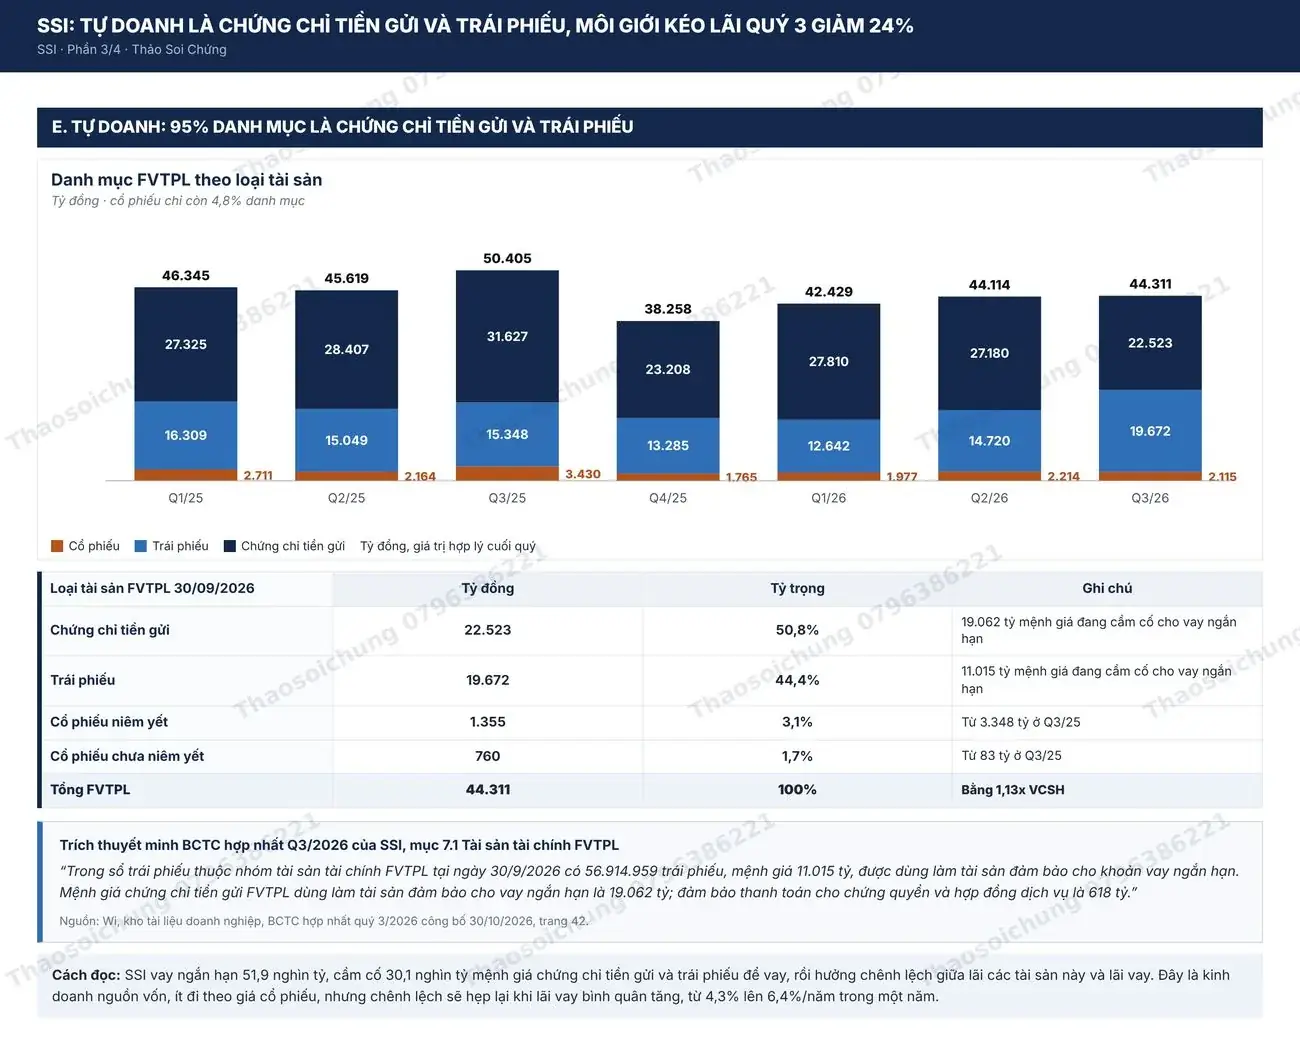 SSI: TỰ DOANH LÀ CHỨNG CHỈ TIỀN GỬI VÀ TRÁI PHIẾU, MÔI GIỚI KÉO LÃI QUÝ 3 GIẢM 24%
SSI · Phần 3/4 · Thảo Soi Chứng
E. TỰ DOANH: 95% DANH MỤC LÀ CHỨNG CHỈ TIỀN GỬI VÀ TRÁI PHIẾU
Danh mục FVTPL theo loại tài sản
Tỷ đồng · cổ phiếu chỉ còn 4,8% danh mục
46.345 45.619 50.405 38.258 42.429 44.114 44.311
27.325 28.407 31.627 23.208 27.810 27.180 22.523
16.309 15.049 15.348 13.285 12.642 14.720 19.672
2.711 2.164 3.430 1.765 1.977 2.214 2.115
Q1/25 Q2/25 Q3/25 Q4/25 Q1/26 Q2/26 Q3/26
Cổ phiếu Trái phiếu Chứng chỉ tiền gửi Tỷ đồng, giá trị hợp lý cuối quý
Loại tài sản FVTPL 30/09/2026 Tỷ đồng Tỷ trọng Ghi chú
Chứng chỉ tiền gửi 22.523 50,8% 19.062 tỷ mệnh giá đang cầm cố cho vay ngắn
hạn
Trái phiếu 19.672 44,4% 11.015 tỷ mệnh giá đang cầm cố cho vay ngắn
hạn
Cổ phiếu niêm yết 1.355 3,1% Từ 3.348 tỷ ở Q3/25
Cổ phiếu chưa niêm yết 760 1,7% Từ 83 tỷ ở Q3/25
Tổng FVTPL 44.311 100% Bằng 1,13x VCSH
Trích thuyết minh BCTC hợp nhất Q3/2026 của SSI, mục 7.1 Tài sản tài chính FVTPL
“Trong số trái phiếu thuộc nhóm tài sản tài chính FVTPL tại ngày 30/9/2026 có 56.914.959 trái phiếu, mệnh giá 11.015 tỷ, được dùng làm tài sản đảm bảo cho khoản vay ngắn hạn.
Mệnh giá chứng chỉ tiền gửi FVTPL dùng làm tài sản đảm bảo cho vay ngắn hạn là 19.062 tỷ; đảm bảo thanh toán cho chứng quyền và hợp đồng dịch vụ là 618 tỷ.”
Nguồn: Wi, kho tài liệu doanh nghiệp, BCTC hợp nhất quý 3/2026 công bố 30/10/2026, trang 42.
Cách đọc: SSI vay ngắn hạn 51,9 nghìn tỷ, cầm cố 30,1 nghìn tỷ mệnh giá chứng chỉ tiền gửi và trái phiếu để vay, rồi hưởng chênh lệch giữa lãi các tài sản này và lãi vay. Đây là kinh
doanh nguồn vốn, ít đi theo giá cổ phiếu, nhưng chênh lệch sẽ hẹp lại khi lãi vay bình quân tăng, từ 4,3% lên 6,4%/năm trong một năm.
Thaosoichung 0796386221